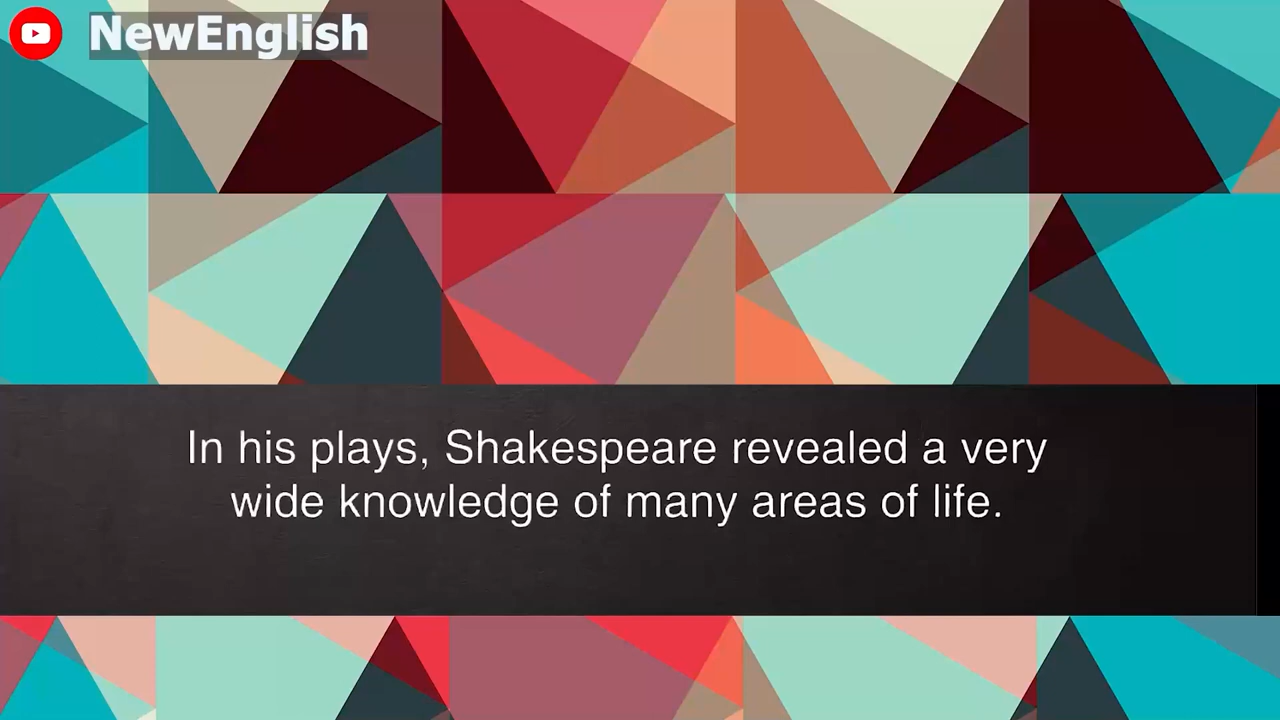 NewEnglish
In his plays, Shakespeare revealed a very
wide knowledge of many areas of life.